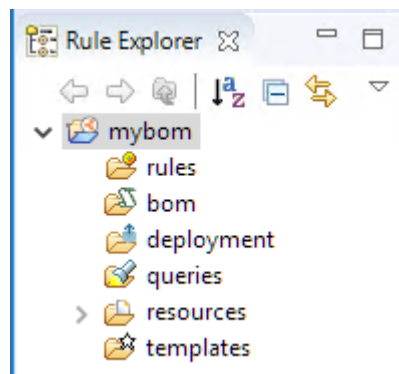 Rule Explorer
a
z
mybom
rules
bom
deployment
queries
resources
templates